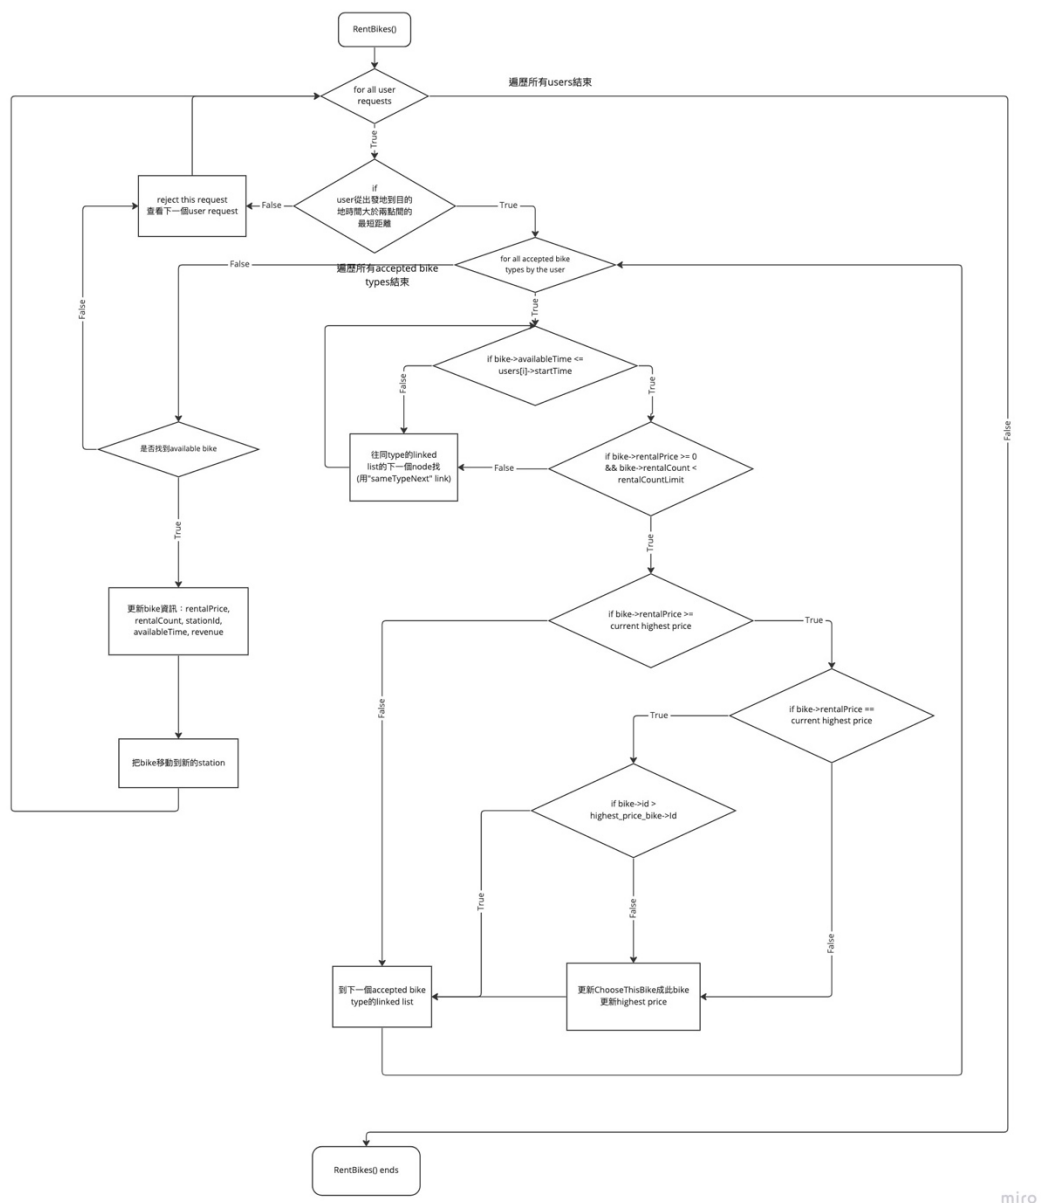 RentBikes()
遍歷所有users結束
for all user
requests
False
True
if
user從出發地到目的
地時間大於兩點間的
最短距離
False
True
reject this request
查看下一個user request
for all accepted bike
types by the user
False
遍歷所有accepted bike
types結束
True
False
if bike->availableTime <=
users[i]->startTime
False
True
是否找到available bike
往同type的linked
list的下一個node找
(用"sameTypeNext" link)
False
if bike->rentalPrice >= 0
&& bike->rentalCount <
rentalCountLimit
True
True
更新bike資訊：rentalPrice,
rentalCount, stationId,
availableTime, revenue
if bike->rentalPrice >=
current highest price
True
False
if bike->rentalPrice ==
current highest price
True
把bike移動到新的station
if bike->id >
highest_price_bike->id
True
False
False
到下一個accepted bike
type的linked list
更新ChooseThisBike成此bike
更新highest price
RentBikes() ends
miro